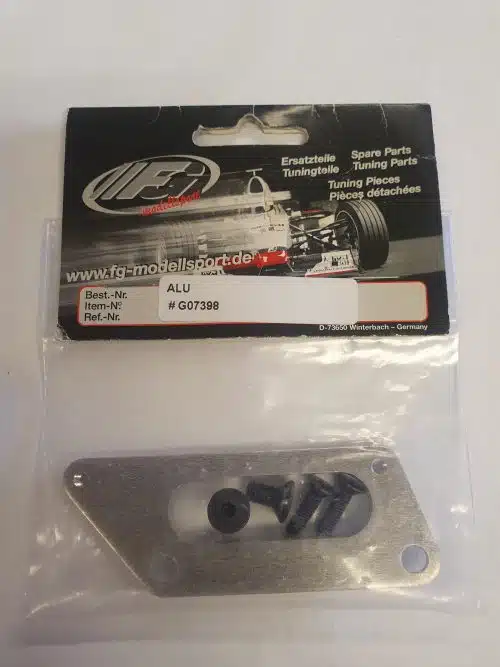 FG
modellsport
Ersatzteile
Tuningteile
Spare Parts
Tuning Parts
Tuning Pieces
Pièces détachées
www.fg-modellsport.de
Best.-Nr.
Item-N°:
Ref.-Nr.
ALU
# G07398
D-73650 Winterbach – Germany